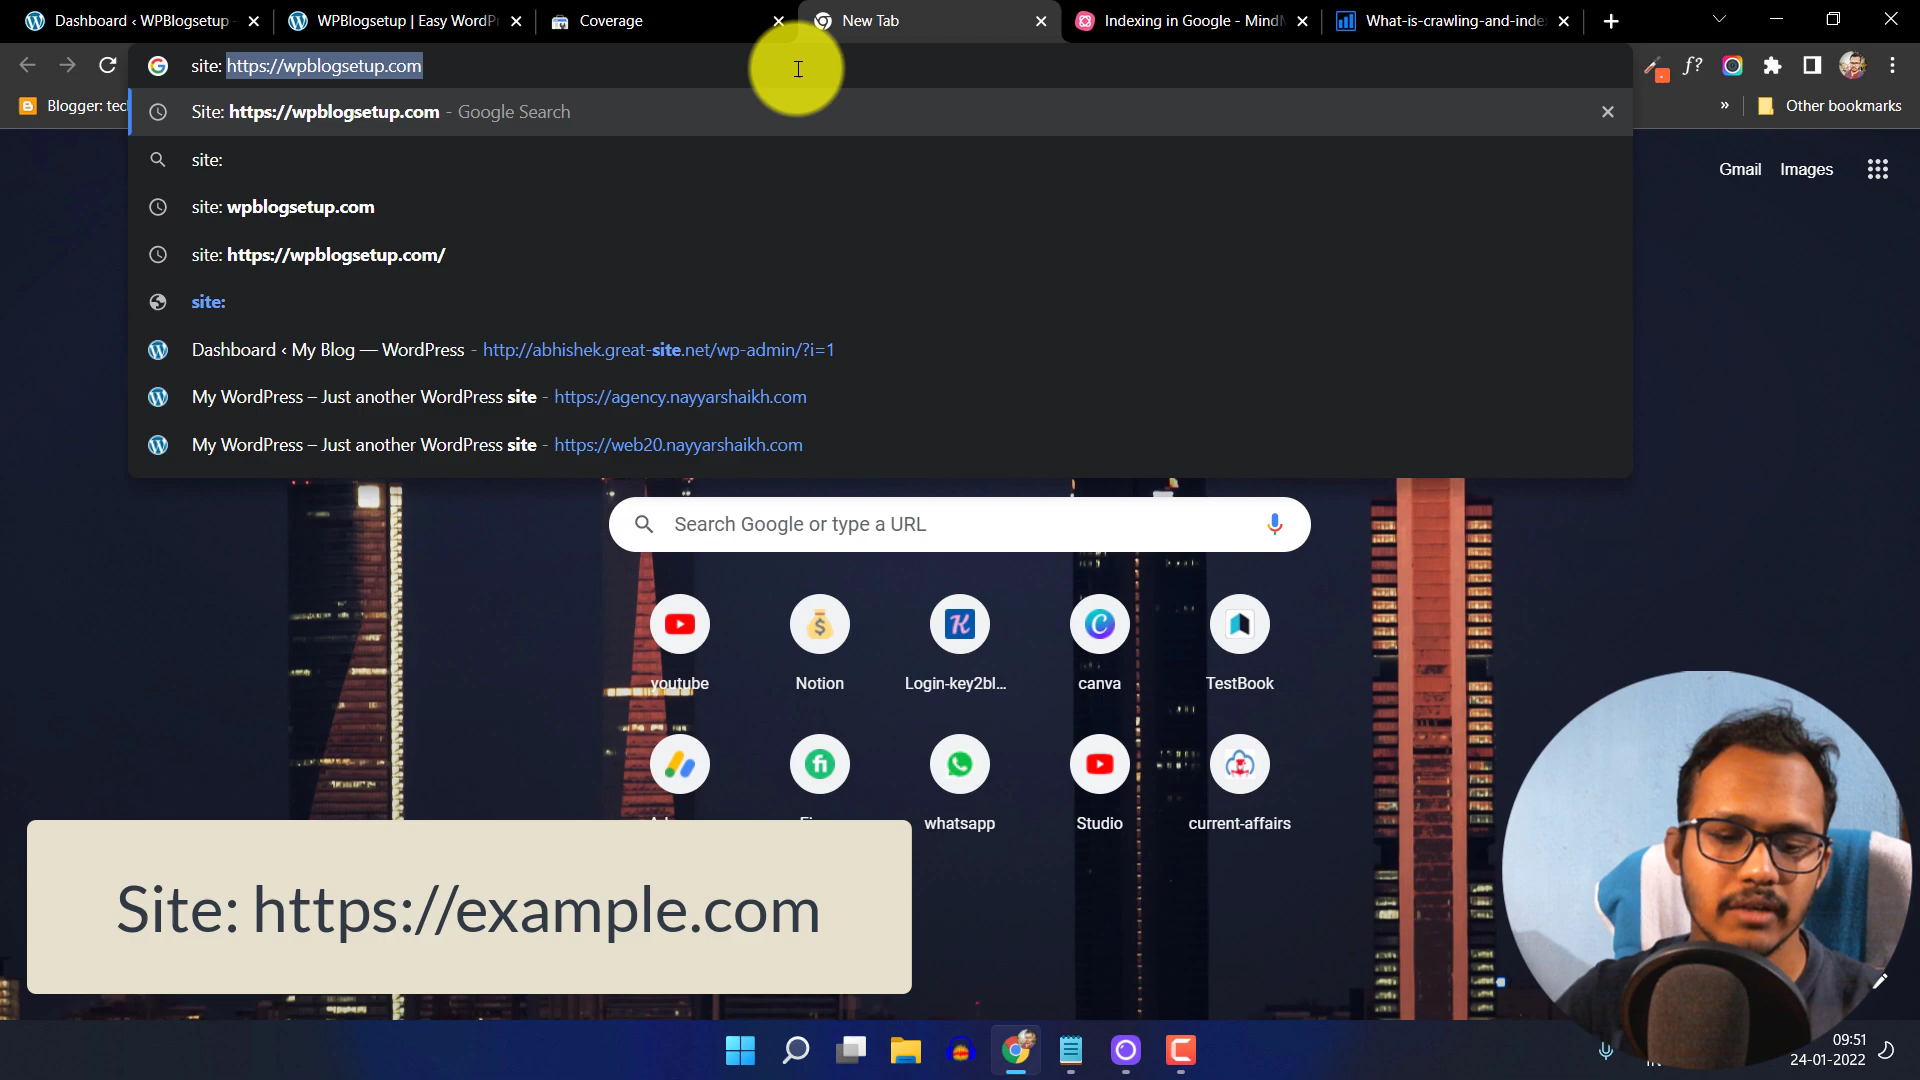 Dashboard ‹ WPBlogsetup
WPBlogsetup | Easy WordP
Coverage
New Tab
Indexing in Google - MindM
What-is-crawling-and-inde
site: https://wpblogsetup.com
f?
Blogger: tec
»
Other bookmarks
Site: https://wpblogsetup.com - Google Search
site:
site: wpblogsetup.com
site: https://wpblogsetup.com/
site:
Dashboard ‹ My Blog — WordPress - http://abhishek.great-site.net/wp-admin/?i=1
My WordPress – Just another WordPress site - https://agency.nayyarshaikh.com
My WordPress – Just another WordPress site - https://web20.nayyarshaikh.com
Gmail Images
Search Google or type a URL
youtube
Notion
Login-key2bl...
canva
TestBook
whatsapp
Studio
current-affairs
Site: https://example.com
09:51
24-01-2022